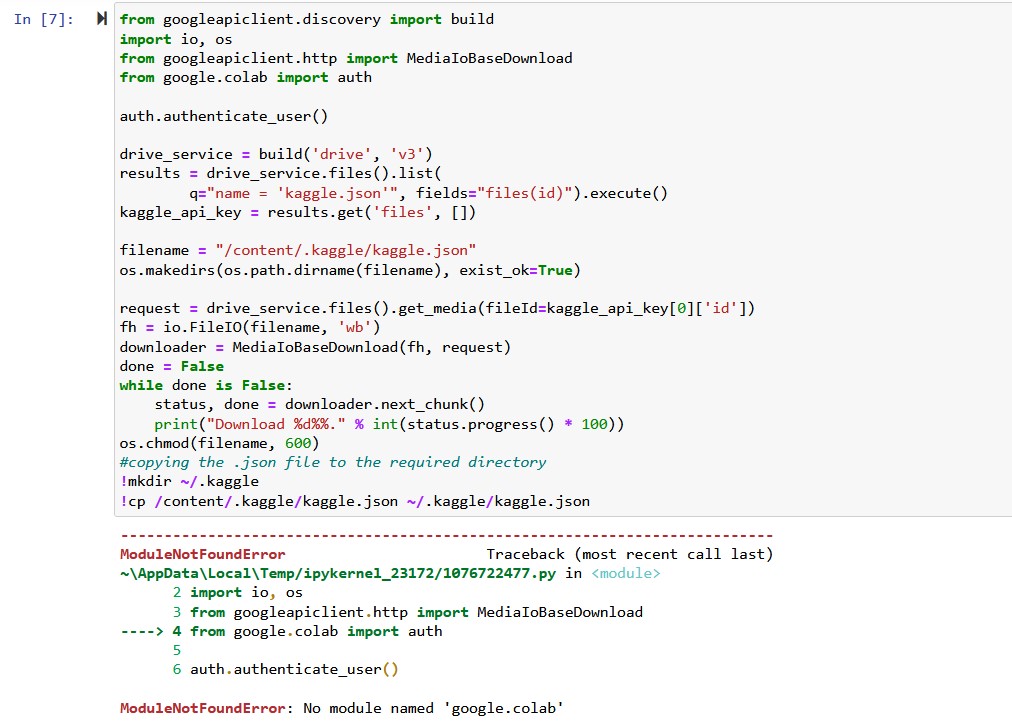 In [7]:
from googleapiclient.discovery import build
import io, os
from googleapiclient.http import MediaIoBaseDownload
from google.colab import auth
auth.authenticate_user()
drive_service = build('drive', 'v3')
results = drive_service.files().list(
        q="name = 'kaggle.json'", fields="files(id)").execute()
kaggle_api_key = results.get('files', [])
filename = "/content/.kaggle/kaggle.json"
os.makedirs(os.path.dirname(filename), exist_ok=True)
request = drive_service.files().get_media(fileId=kaggle_api_key[0]['id'])
fh = io.FileIO(filename, 'wb')
downloader = MediaIoBaseDownload(fh, request)
done = False
while done is False:
    status, done = downloader.next_chunk()
    print("Download %d%%." % int(status.progress() * 100))
os.chmod(filename, 600)
#copying the .json file to the required directory
!mkdir ~/.kaggle
!cp /content/.kaggle/kaggle.json ~/.kaggle/kaggle.json
---------------------------------------------------------------------------
ModuleNotFoundError                       Traceback (most recent call last)
~\AppData\Local\Temp/ipykernel_23172/1076722477.py in <module>
      2 import io, os
      3 from googleapiclient.http import MediaIoBaseDownload
----> 4 from google.colab import auth
      5
      6 auth.authenticate_user()
ModuleNotFoundError: No module named 'google.colab'